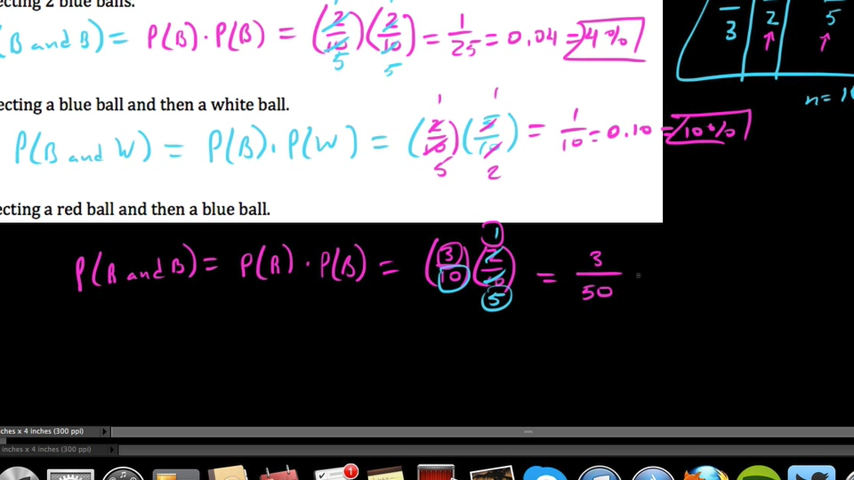 ecting 2 blue balls.
(B and B) = P(B) · P(B) = (2/10 1/5)(2/10 1/5) = 1/25 = 0.04 = 4%
3 2 5
n = 1
ecting a blue ball and then a white ball.
P(B and W) = P(B) · P(W) = (2/10 1/5)(5/10 1/2) = 1/10 = 0.10 = 10%
ecting a red ball and then a blue ball.
P(R and B) = P(R) · P(B) = (3/10)(2/10 1/5) = 3/50
nches x 4 inches (300 ppi)
inches x 4 inches (300 ppi)
1